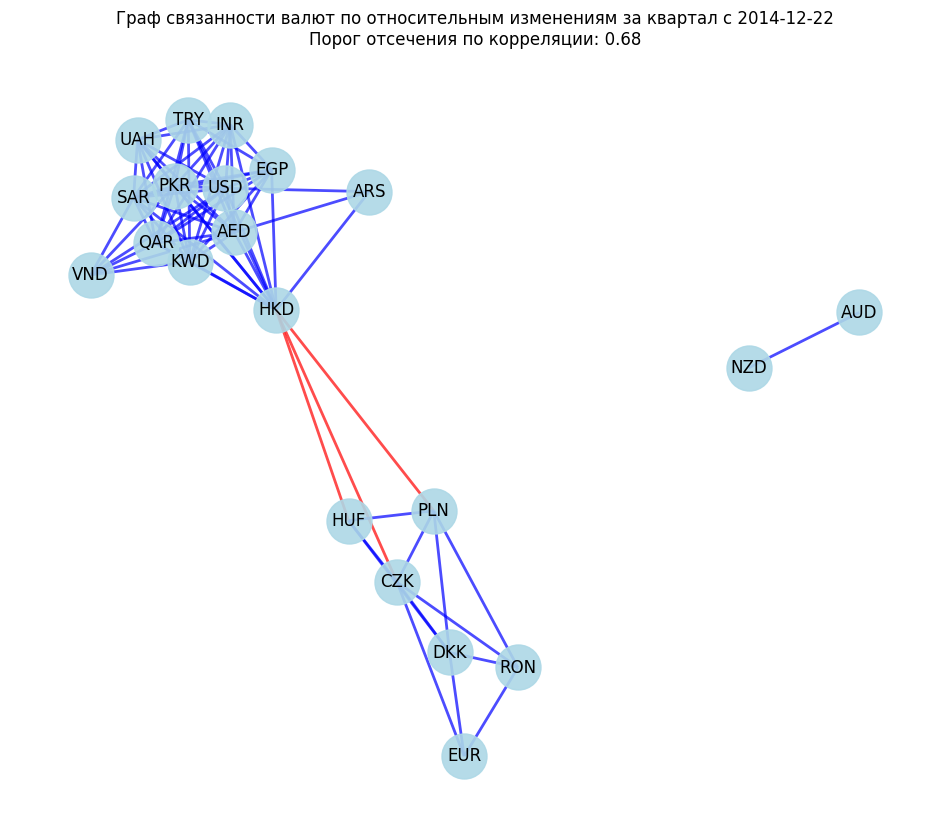 Граф связанности валют по относительным изменениям за квартал с 2014-12-22
Порог отсечения по корреляции: 0.68
TRY
INR
UAH
EGP
PKR
USD
ARS
SAR
AED
QAR
KWD
VND
HKD
AUD
NZD
PLN
HUF
CZK
DKK
RON
EUR